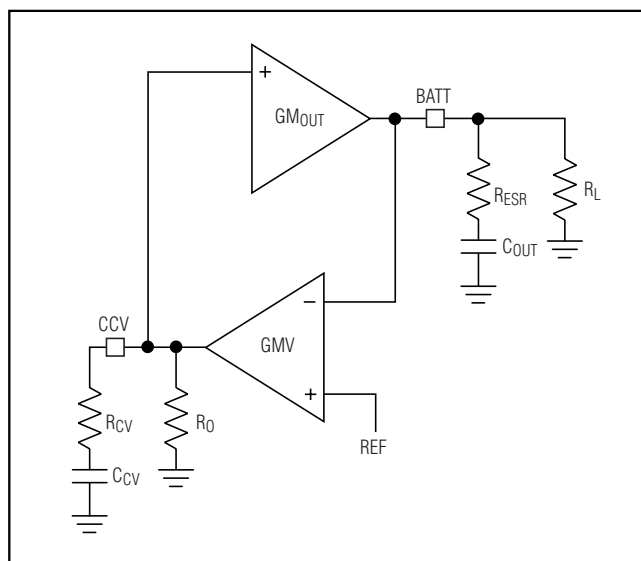 +
GMOUT
BATT
RESR
RL
COUT
−
GMV
+
REF
CCV
RCV
RO
CCV